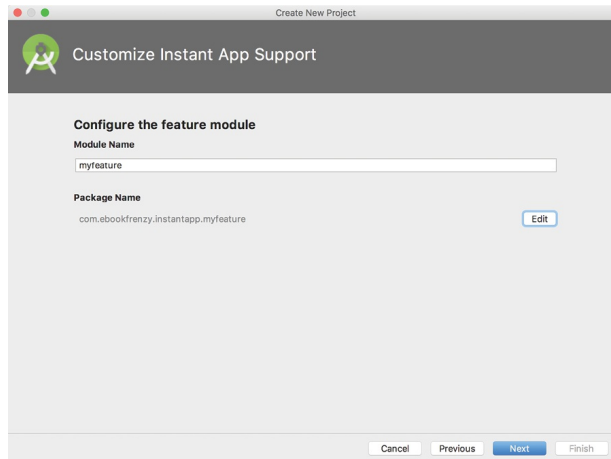 Create New Project
Customize Instant App Support
Configure the feature module
Module Name
myfeature
Package Name
com.ebookfrenzy.instantapp.myfeature
Edit
Cancel Previous Next Finish